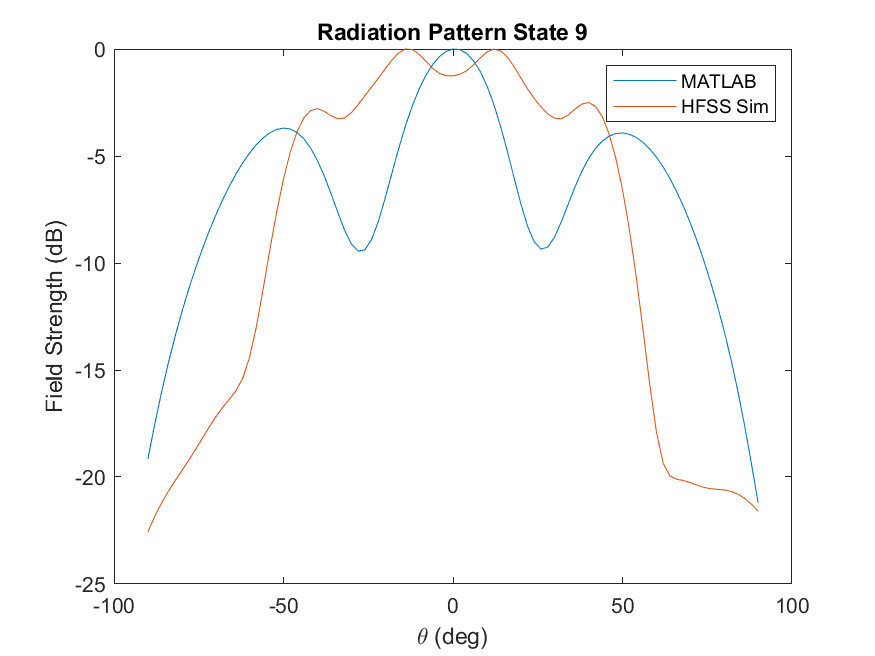 Radiation Pattern State 9
MATLAB
HFSS Sim
Field Strength (dB)
0
-5
-10
-15
-20
-25
-100
-50
0
50
100
θ (deg)